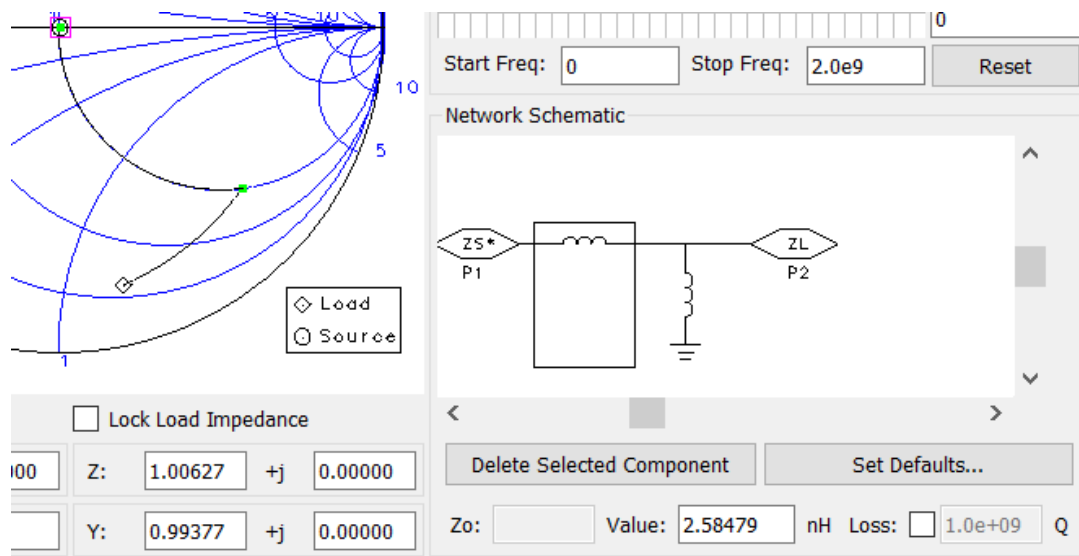 10
5
1
Load
Source
0
Start Freq: 0 Stop Freq: 2.0e9 Reset
Network Schematic
ZS* ZL
P1 P2
Lock Load Impedance
Delete Selected Component Set Defaults...
000 Z: 1.00627 +j 0.00000
Y: 0.99377 +j 0.00000
Zo: Value: 2.58479 nH Loss: 1.0e+09 Q